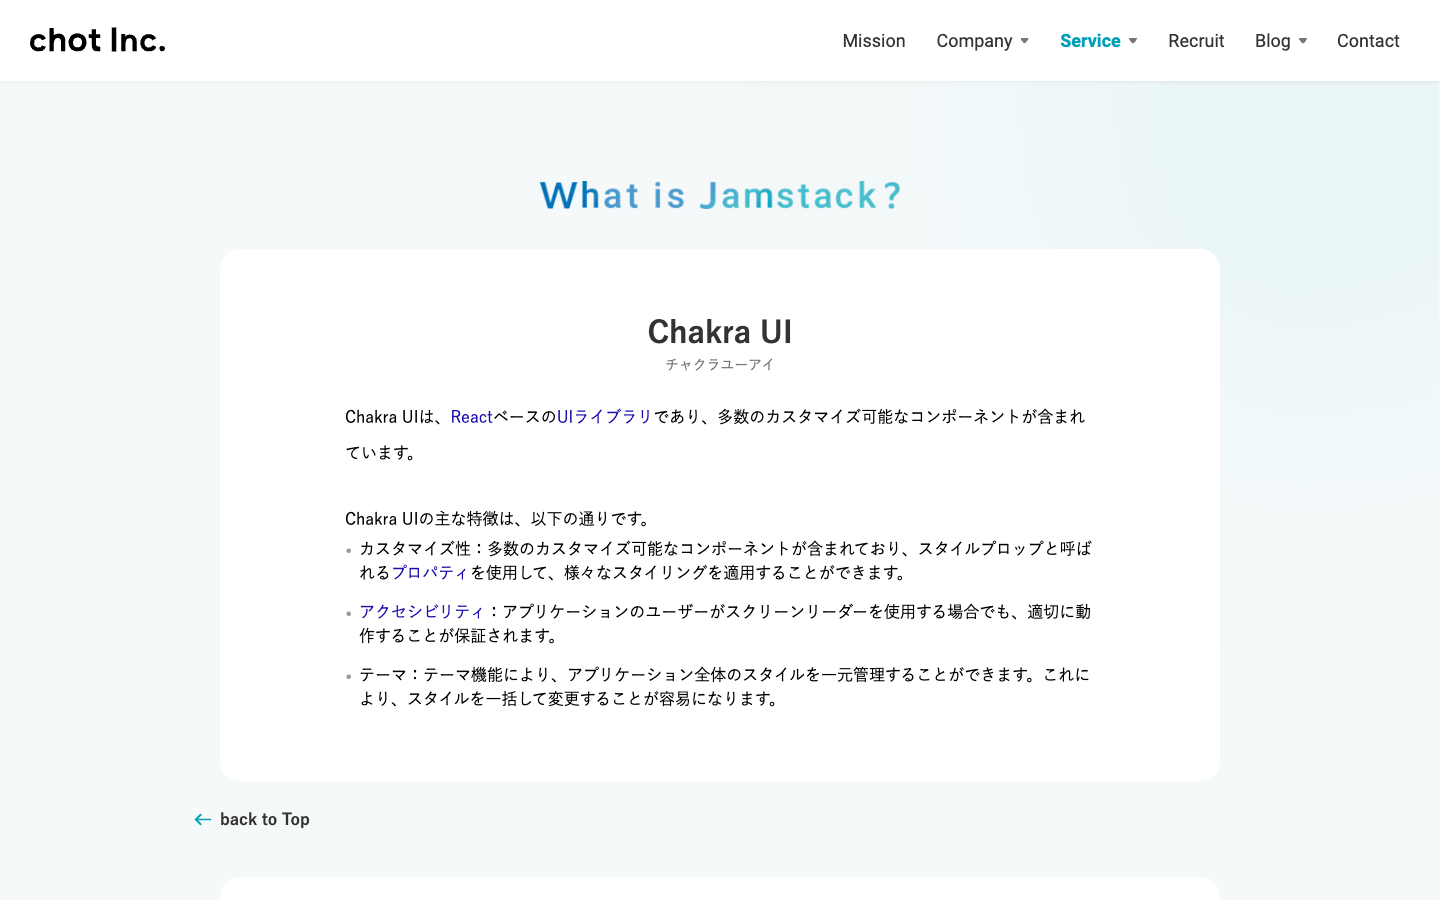 chot Inc.
Mission Company Service Recruit Blog Contact
What is Jamstack?
Chakra UI
チャクラユーアイ
Chakra UIは、ReactベースのUIライブラリであり、多数のカスタマイズ可能なコンポーネントが含まれ
ています。
Chakra UIの主な特徴は、以下の通りです。
カスタマイズ性：多数のカスタマイズ可能なコンポーネントが含まれており、スタイルプロップと呼ば
れるプロパティを使用して、様々なスタイリングを適用することができます。
アクセシビリティ：アプリケーションのユーザーがスクリーンリーダーを使用する場合でも、適切に動
作することが保証されます。
テーマ：テーマ機能により、アプリケーション全体のスタイルを一元管理することができます。これに
より、スタイルを一括して変更することが容易になります。
back to Top